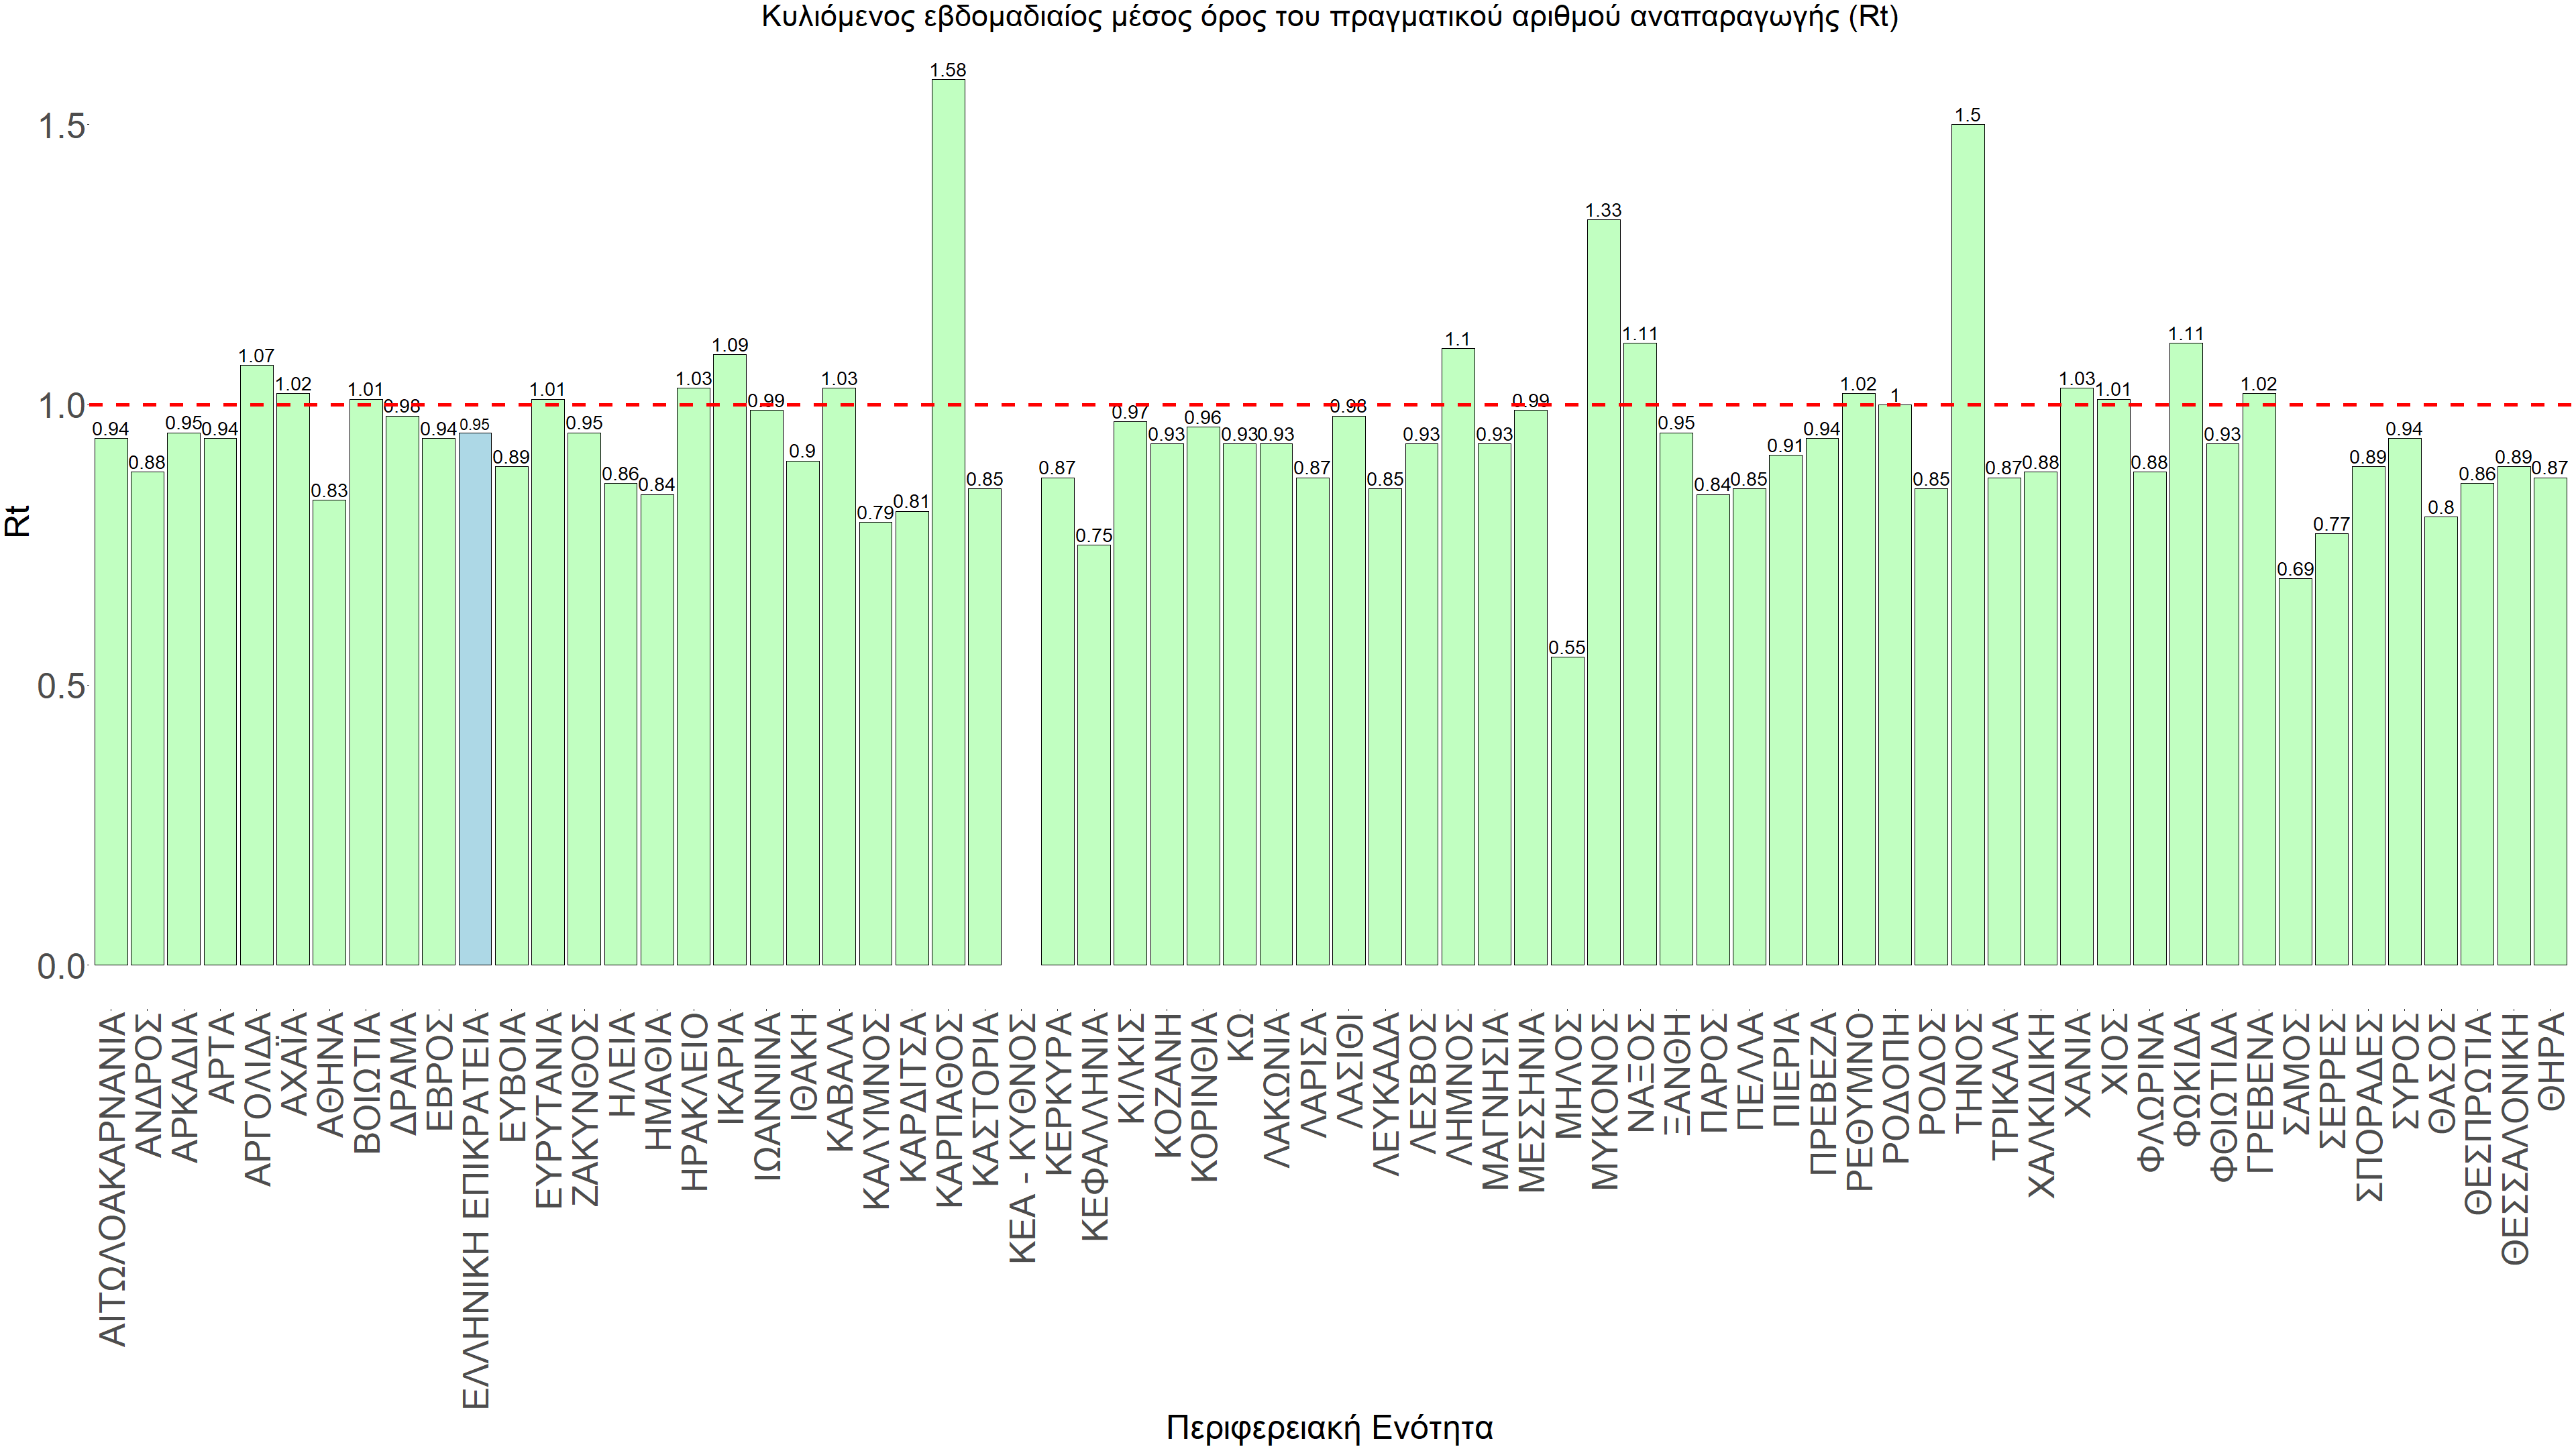 Κυλιόμενος εβδομαδιαίος μέσος όρος του πραγματικού αριθμού αναπαραγωγής (Rt)
1.5
1.0
0.5
0.0
Rt
0.94
0.88
0.95
0.94
1.07
1.02
0.83
1.01
0.98
0.94
0.95
0.89
1.01
0.95
0.86
0.84
1.03
1.09
0.99
0.9
1.03
0.79
0.81
1.58
0.85
0.87
0.75
0.97
0.93
0.96
0.93
0.93
0.87
0.98
0.85
0.93
1.1
0.93
0.99
0.55
1.33
1.11
0.95
0.84
0.85
0.91
0.94
1.02
1
0.85
1.5
0.87
0.88
1.03
1.01
0.88
1.11
0.93
1.02
0.69
0.77
0.89
0.94
0.8
0.86
0.89
0.87
ΑΙΤΩΛΟΑΚΑΡΝΑΝΙΑ
ΑΝΔΡΟΣ
ΑΡΚΑΔΙΑ
ΑΡΤΑ
ΑΡΓΟΛΙΔΑ
ΑΧΑΪΑ
ΑΘΗΝΑ
ΒΟΙΩΤΙΑ
ΔΡΑΜΑ
ΕΒΡΟΣ
ΕΛΛΗΝΙΚΗ ΕΠΙΚΡΑΤΕΙΑ
ΕΥΒΟΙΑ
ΕΥΡΥΤΑΝΙΑ
ΖΑΚΥΝΘΟΣ
ΗΛΕΙΑ
ΗΜΑΘΙΑ
ΗΡΑΚΛΕΙΟ
ΙΚΑΡΙΑ
ΙΩΑΝΝΙΝΑ
ΙΘΑΚΗ
ΚΑΒΑΛΑ
ΚΑΛΥΜΝΟΣ
ΚΑΡΔΙΤΣΑ
ΚΑΡΠΑΘΟΣ
ΚΑΣΤΟΡΙΑ
ΚΕΑ - ΚΥΘΝΟΣ
ΚΕΡΚΥΡΑ
ΚΕΦΑΛΛΗΝΙΑ
ΚΙΛΚΙΣ
ΚΟΖΑΝΗ
ΚΟΡΙΝΘΙΑ
ΚΩ
ΛΑΚΩΝΙΑ
ΛΑΡΙΣΑ
ΛΑΣΙΘΙ
ΛΕΥΚΑΔΑ
ΛΕΣΒΟΣ
ΛΗΜΝΟΣ
ΜΑΓΝΗΣΙΑ
ΜΕΣΣΗΝΙΑ
ΜΗΛΟΣ
ΜΥΚΟΝΟΣ
ΝΑΞΟΣ
ΞΑΝΘΗ
ΠΑΡΟΣ
ΠΕΛΛΑ
ΠΙΕΡΙΑ
ΠΡΕΒΕΖΑ
ΡΕΘΥΜΝΟ
ΡΟΔΟΠΗ
ΡΟΔΟΣ
ΤΗΝΟΣ
ΤΡΙΚΑΛΑ
ΧΑΛΚΙΔΙΚΗ
ΧΑΝΙΑ
ΧΙΟΣ
ΦΛΩΡΙΝΑ
ΦΩΚΙΔΑ
ΦΘΙΩΤΙΔΑ
ΓΡΕΒΕΝΑ
ΣΑΜΟΣ
ΣΕΡΡΕΣ
ΣΠΟΡΑΔΕΣ
ΣΥΡΟΣ
ΘΑΣΟΣ
ΘΕΣΠΡΩΤΙΑ
ΘΕΣΣΑΛΟΝΙΚΗ
ΘΗΡΑ
Περιφερειακή Ενότητα